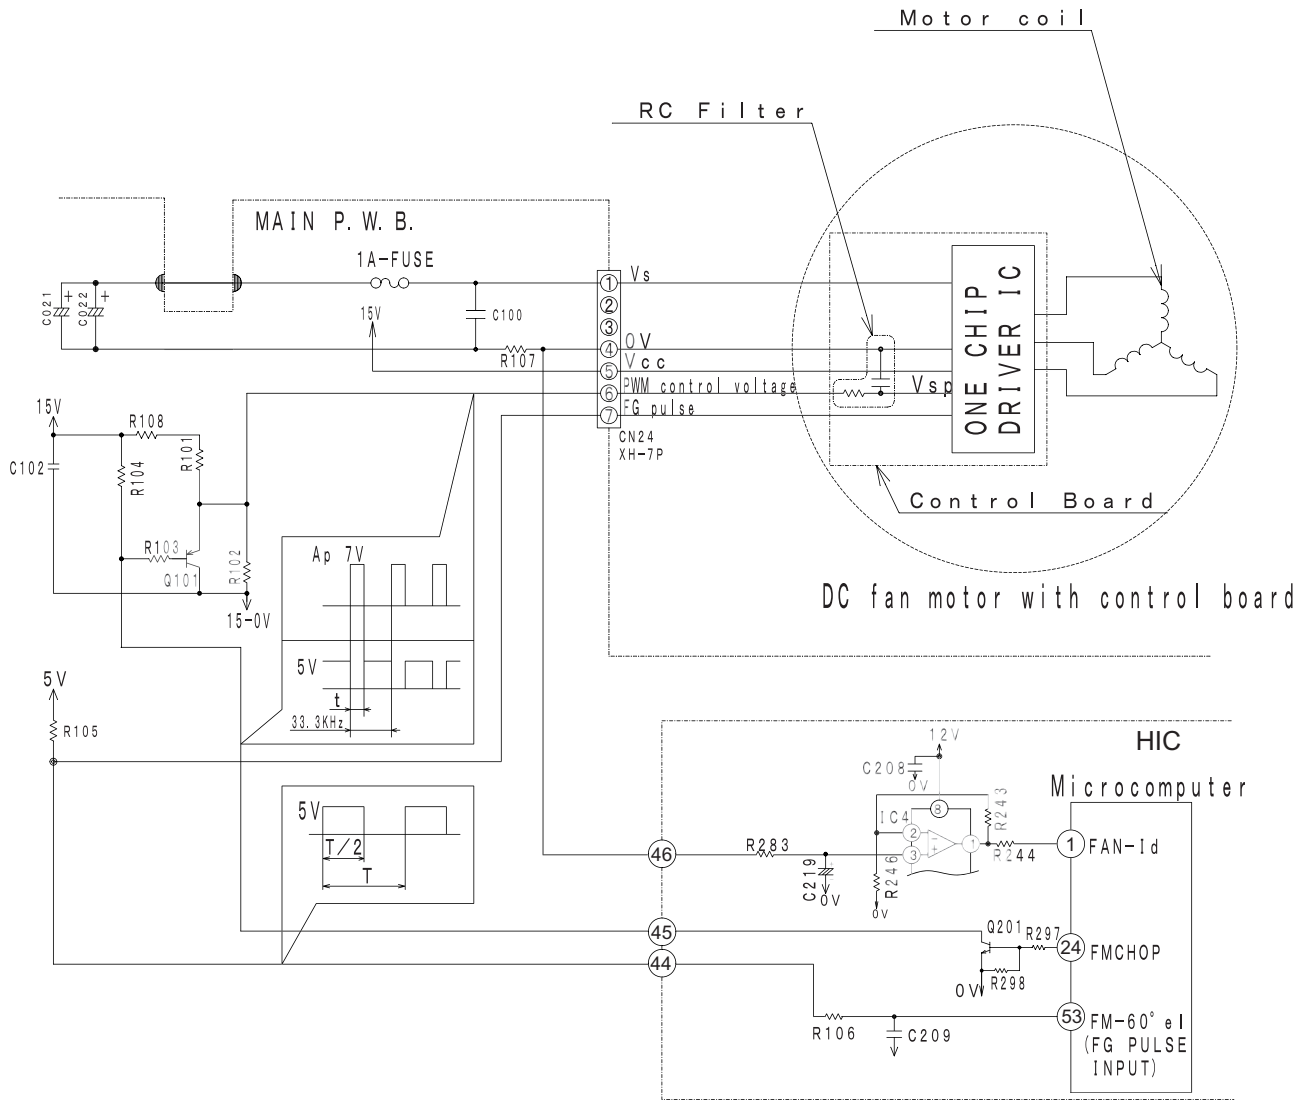 Motor coil
RC Filter
MAIN P. W. B.
1A-FUSE
C021
+
C022
+
15V
C100
R107
1
2
3
4
5
6
7
Vs
0V
Vcc
PWM control voltage
FG pulse
CN24
XH-7P
Vsp
ONE CHIP
DRIVER IC
Control Board
DC fan motor with control board
15V
R108
R101
C102
R104
R103
Q101
R102
15-0V
Ap 7V
5V
t
33. 3KHz
5V
R105
5V
T/2
T
HIC
12V
C208
0V
Microcomputer
R243
IC4
8
2
−
3
+
1
46
R283
C219
0V
R246
0V
R244
1
FAN-Id
45
Q201
R297
24
FMCHOP
0V
R298
44
53
FM-60° el
(FG PULSE
INPUT)
R106
C209